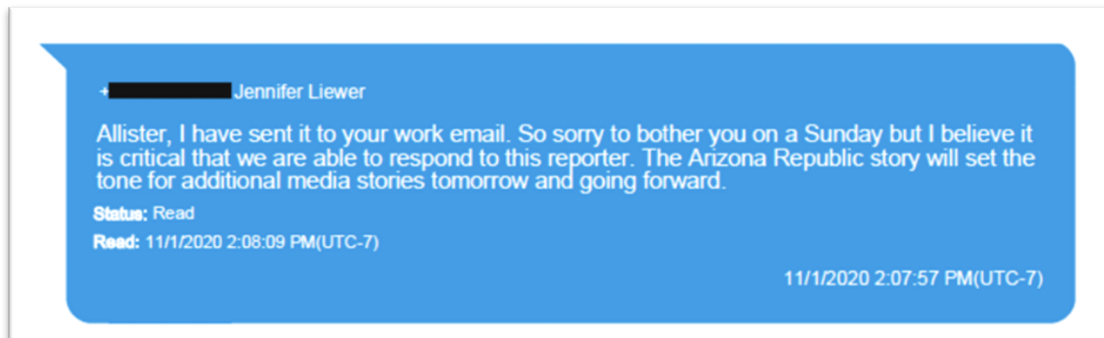 + Jennifer Liewer
Allister, I have sent it to your work email. So sorry to bother you on a Sunday but I believe it
is critical that we are able to respond to this reporter. The Arizona Republic story will set the
tone for additional media stories tomorrow and going forward.
Status: Read
Read: 11/1/2020 2:08:09 PM(UTC-7)
11/1/2020 2:07:57 PM(UTC-7)